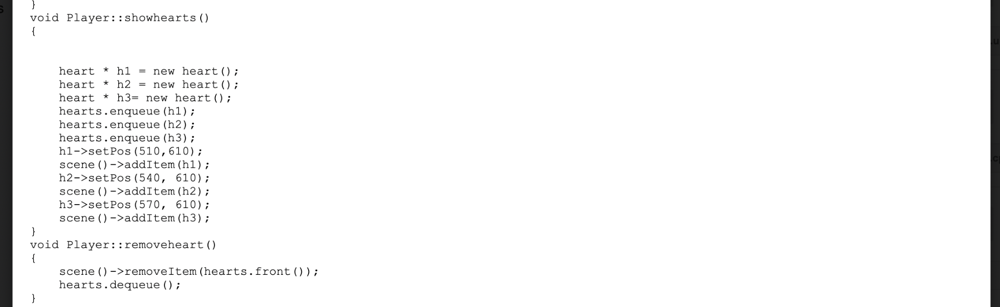 }
void Player::showhearts()
{
heart * h1 = new heart();
heart * h2 = new heart();
heart * h3= new heart();
hearts.enqueue(h1);
hearts.enqueue(h2);
hearts.enqueue(h3);
h1->setPos(510,610);
scene()->addItem(h1);
h2->setPos(540, 610);
scene()->addItem(h2);
h3->setPos(570, 610);
scene()->addItem(h3);
}
void Player::removeheart()
{
scene()->removeItem(hearts.front());
hearts.dequeue();
}